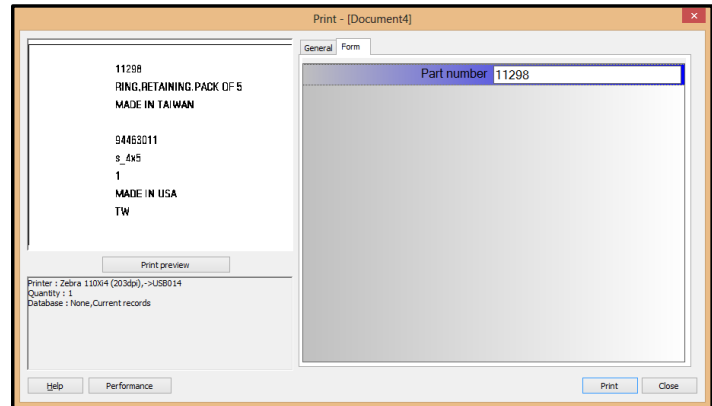 Print - [Document4]
11298
RING,RETAINING,PACK OF 5
MADE IN TAIWAN
94463011
s_4x5
1
MADE IN USA
TW
Print preview
Printer : Zebra 110Xi4 (203dpi),->USB014
Quantity : 1
Database : None,Current records
General Form
Part number 11298
Help Performance Print Close